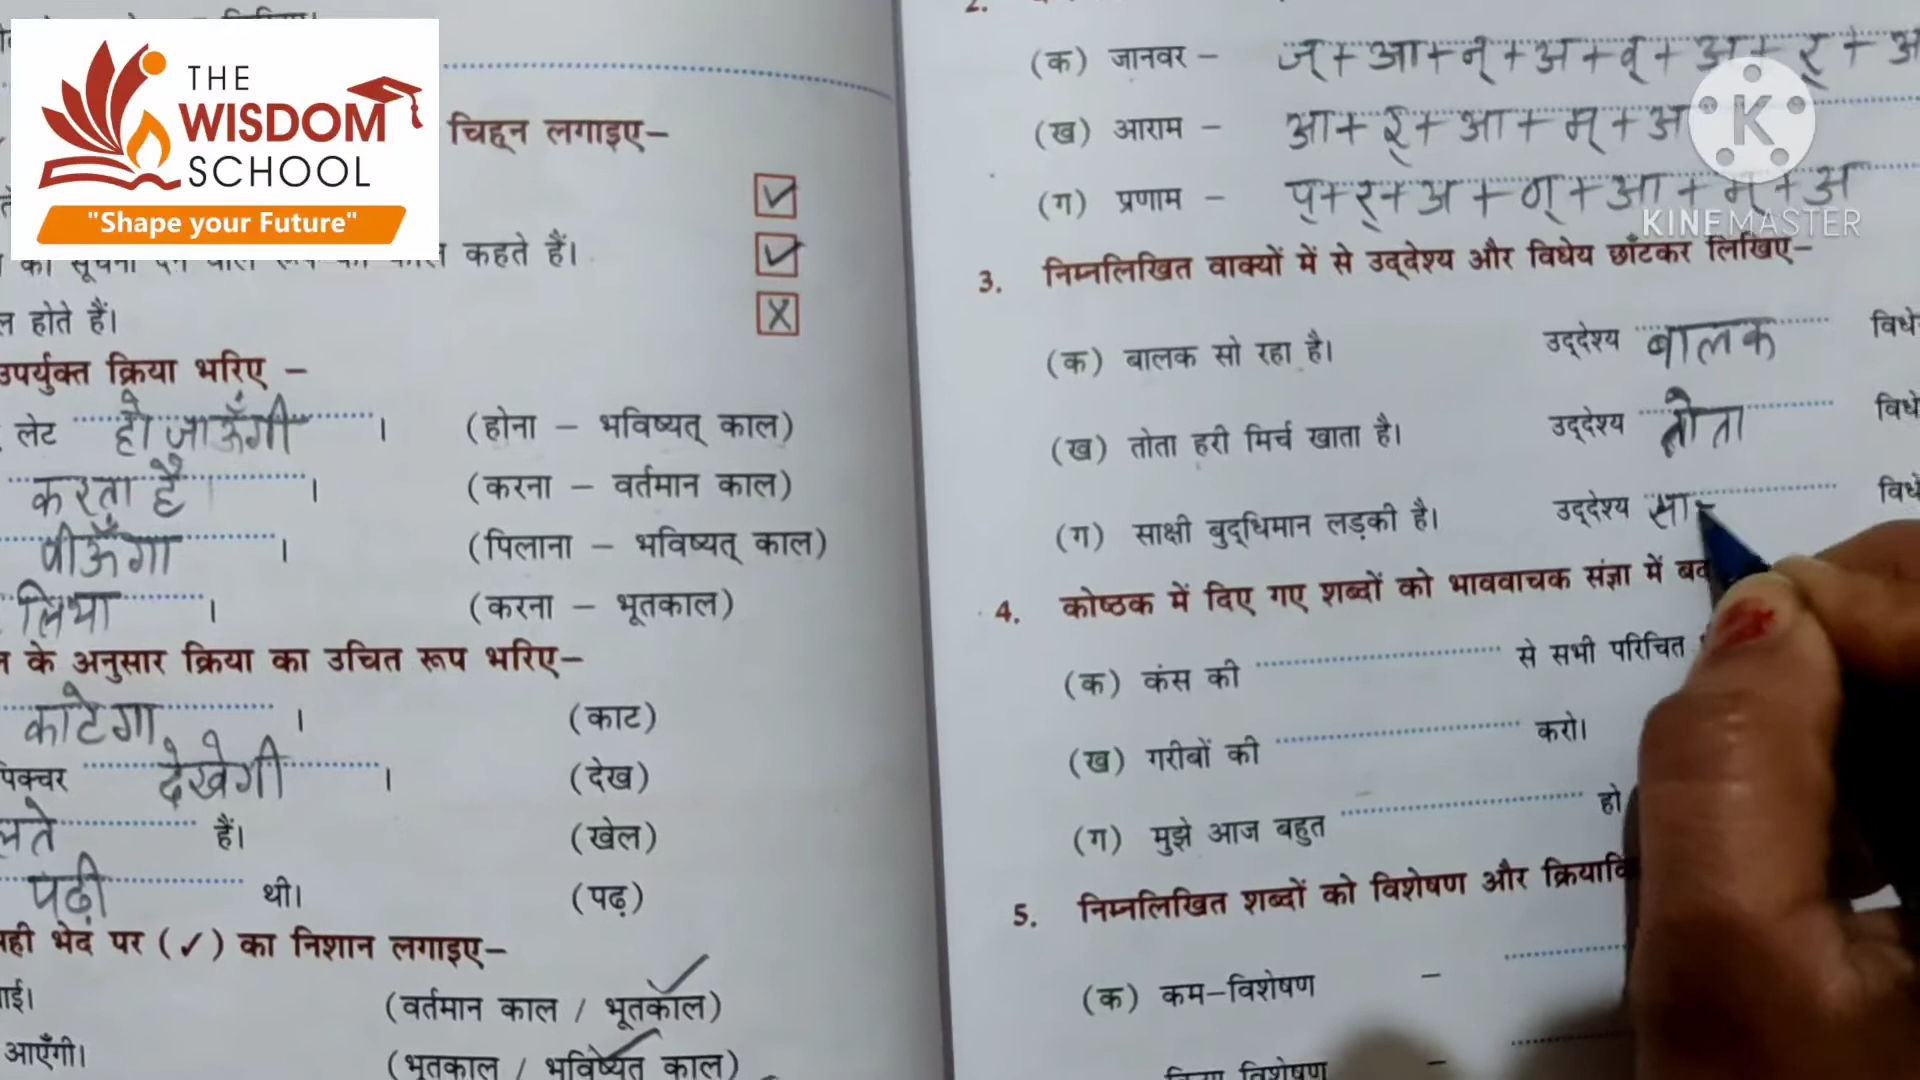 THE
WISDOM
SCHOOL
"Shape your Future"
चिह्न लगाइए–
कहते हैं।
होते हैं।
उपर्युक्त क्रिया भरिए –
लेट हो जाऊँगी । (होना – भविष्यत् काल)
करता है । (करना – वर्तमान काल)
पीऊँगा । (पिलाना – भविष्यत् काल)
लिया । (करना – भूतकाल)
के अनुसार क्रिया का उचित रूप भरिए–
काटेगा । (काट)
पिक्चर देखेगी । (देख)
हैं। (खेल)
पढ़ी थी। (पढ़)
भेद पर (✓) का निशान लगाइए–
(वर्तमान काल / भूतकाल)
आएँगी। (भूतकाल / भविष्यत काल)
2.
(क) जानवर – ज्+आ+न्+अ+व्+अ+र्+अ
(ख) आराम – आ+र्+आ+म्+अ
(ग) प्रणाम – प्+र्+अ+ण्+आ+म्+अ
K
KINEMASTER
3. निम्नलिखित वाक्यों में से उद्देश्य और विधेय छाँटकर लिखिए–
(क) बालक सो रहा है। उद्देश्य बालक
(ख) तोता हरी मिर्च खाता है। उद्देश्य तोता
(ग) साक्षी बुद्धिमान लड़की है। उद्देश्य सा
4. कोष्ठक में दिए गए शब्दों को भाववाचक संज्ञा में
(क) कंस की से सभी परिचित
(ख) गरीबों की करो।
(ग) मुझे आज बहुत हो
5. निम्नलिखित शब्दों को विशेषण और
(क) कम–विशेषण –
विशेषण –